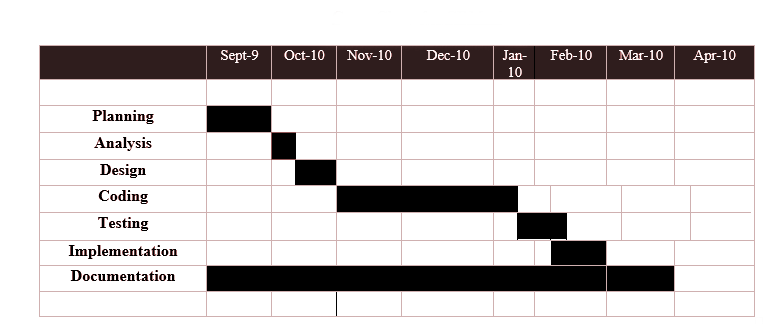 Sept-9 Oct-10 Nov-10 Dec-10 Jan-10 Feb-10 Mar-10 Apr-10
Planning
Analysis
Design
Coding
Testing
Implementation
Documentation